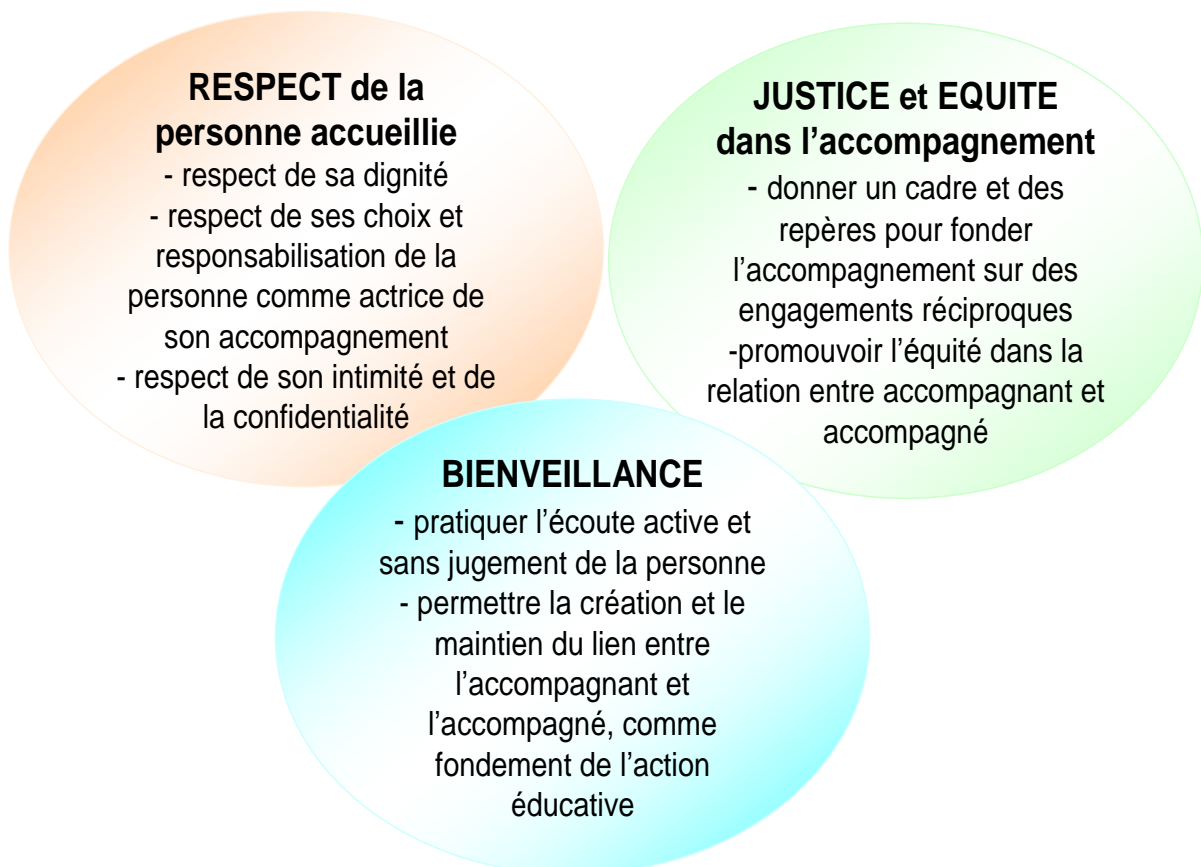 RESPECT de la
personne accueillie
- respect de sa dignité
- respect de ses choix et
responsabilisation de la
personne comme actrice de
son accompagnement
- respect de son intimité et de
la confidentialité
JUSTICE et EQUITE
dans l’accompagnement
- donner un cadre et des
repères pour fonder
l’accompagnement sur des
engagements réciproques
-promouvoir l’équité dans la
relation entre accompagnant et
accompagné
BIENVEILLANCE
- pratiquer l’écoute active et
sans jugement de la personne
- permettre la création et le
maintien du lien entre
l’accompagnant et
l’accompagné, comme
fondement de l’action
éducative